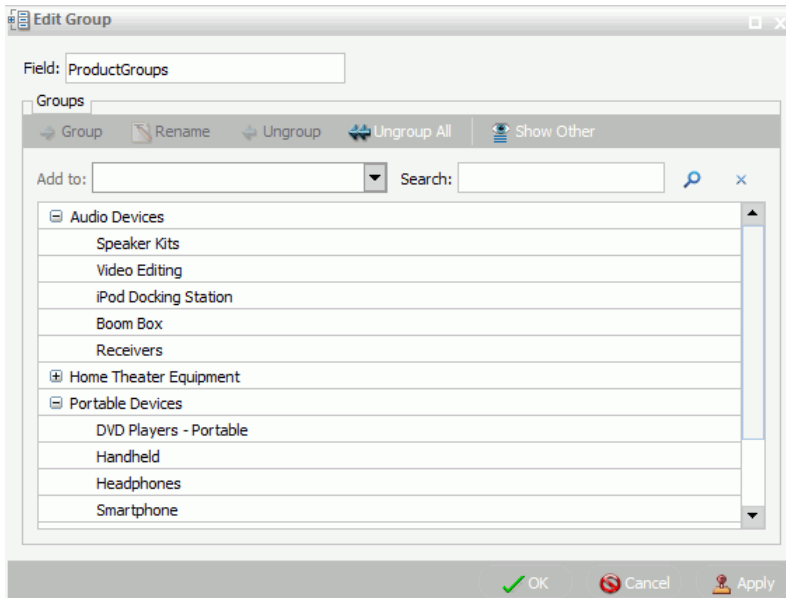 Edit Group
Field: ProductGroups
Groups
Group Rename Ungroup Ungroup All Show Other
Add to: Search:
Audio Devices
Speaker Kits
Video Editing
iPod Docking Station
Boom Box
Receivers
Home Theater Equipment
Portable Devices
DVD Players - Portable
Handheld
Headphones
Smartphone
OK Cancel Apply